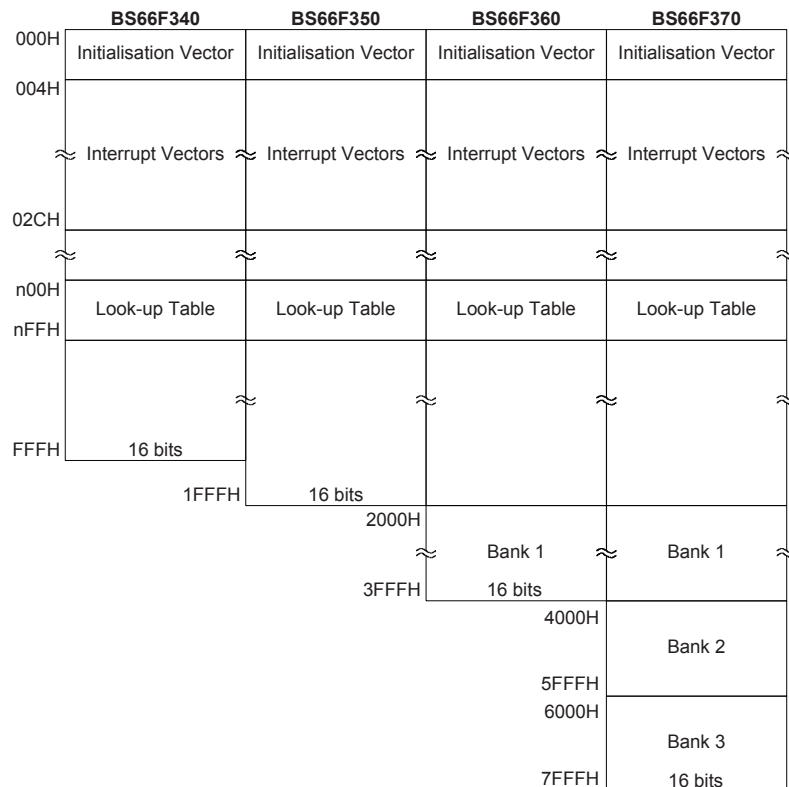 BS66F340 BS66F350 BS66F360 BS66F370
000H
Initialisation Vector Initialisation Vector Initialisation Vector Initialisation Vector
004H
Interrupt Vectors Interrupt Vectors Interrupt Vectors Interrupt Vectors
02CH
n00H
Look-up Table Look-up Table Look-up Table Look-up Table
nFFH
FFFH 16 bits
1FFFH 16 bits
2000H
Bank 1 Bank 1
3FFFH 16 bits
4000H
Bank 2
5FFFH
6000H
Bank 3
7FFFH 16 bits